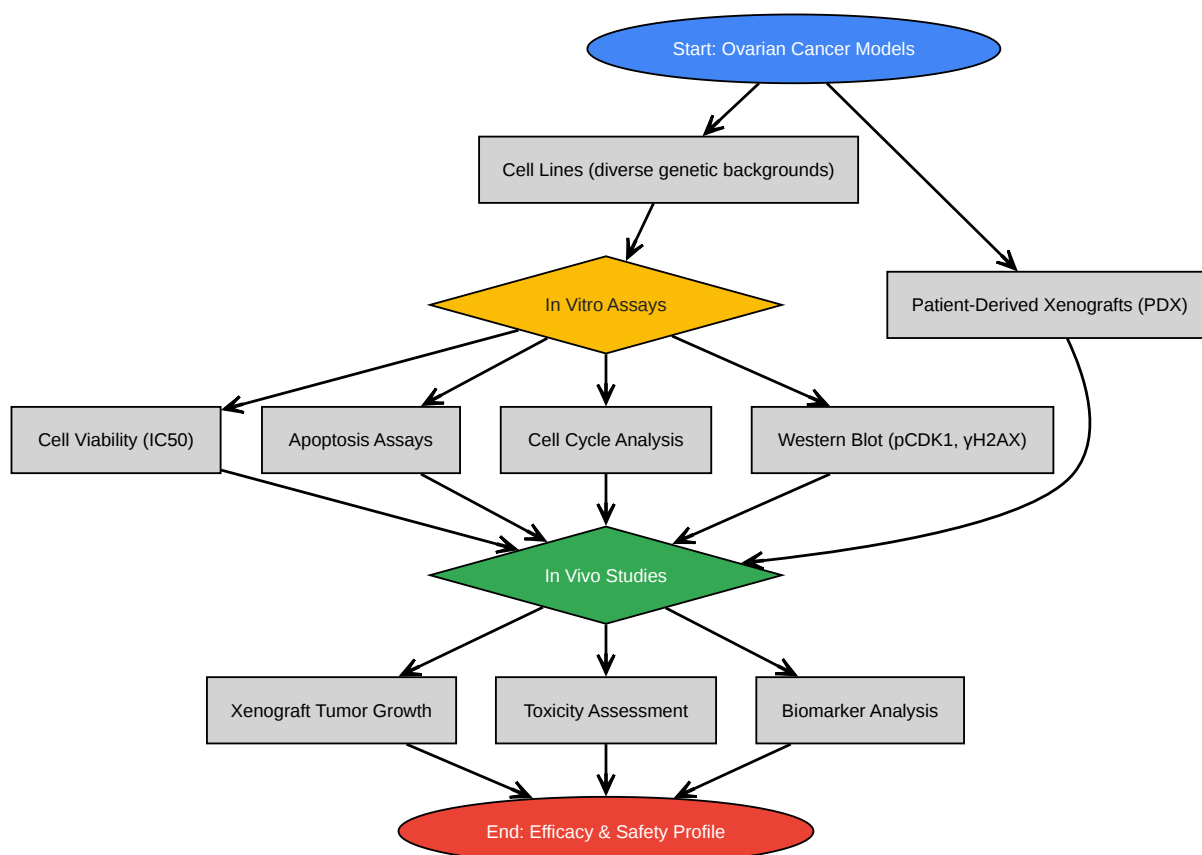 Start: Ovarian Cancer Models
Cell Lines (diverse genetic backgrounds)
In Vitro Assays
Patient-Derived Xenografts (PDX)
Cell Viability (IC50)
Apoptosis Assays
Cell Cycle Analysis
Western Blot (pCDK1, γH2AX)
In Vivo Studies
Xenograft Tumor Growth
Toxicity Assessment
Biomarker Analysis
End: Efficacy & Safety Profile